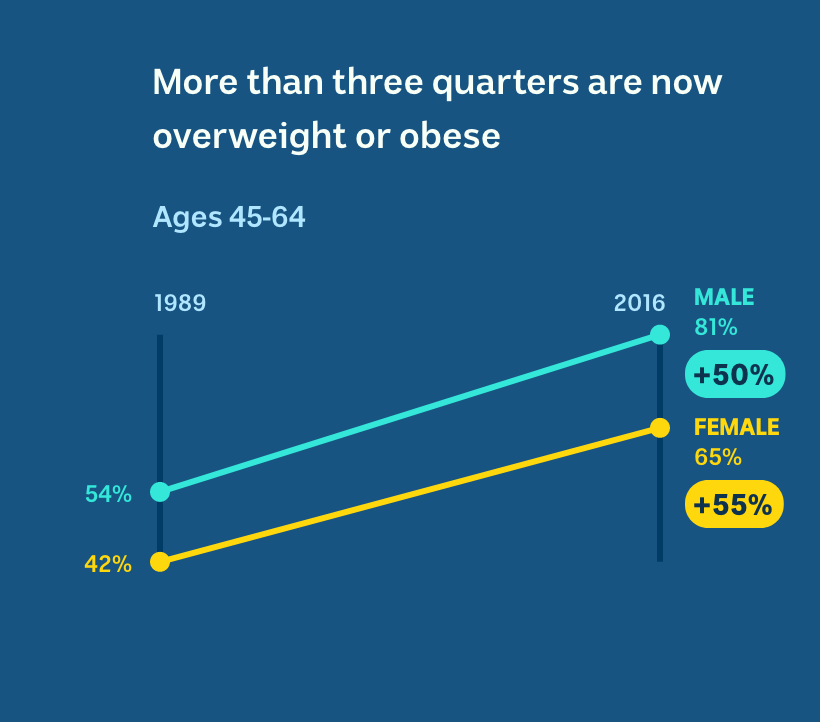 More than three quarters are now
overweight or obese
Ages 45-64
1989
2016
MALE
81%
+50%
FEMALE
65%
+55%
54%
42%